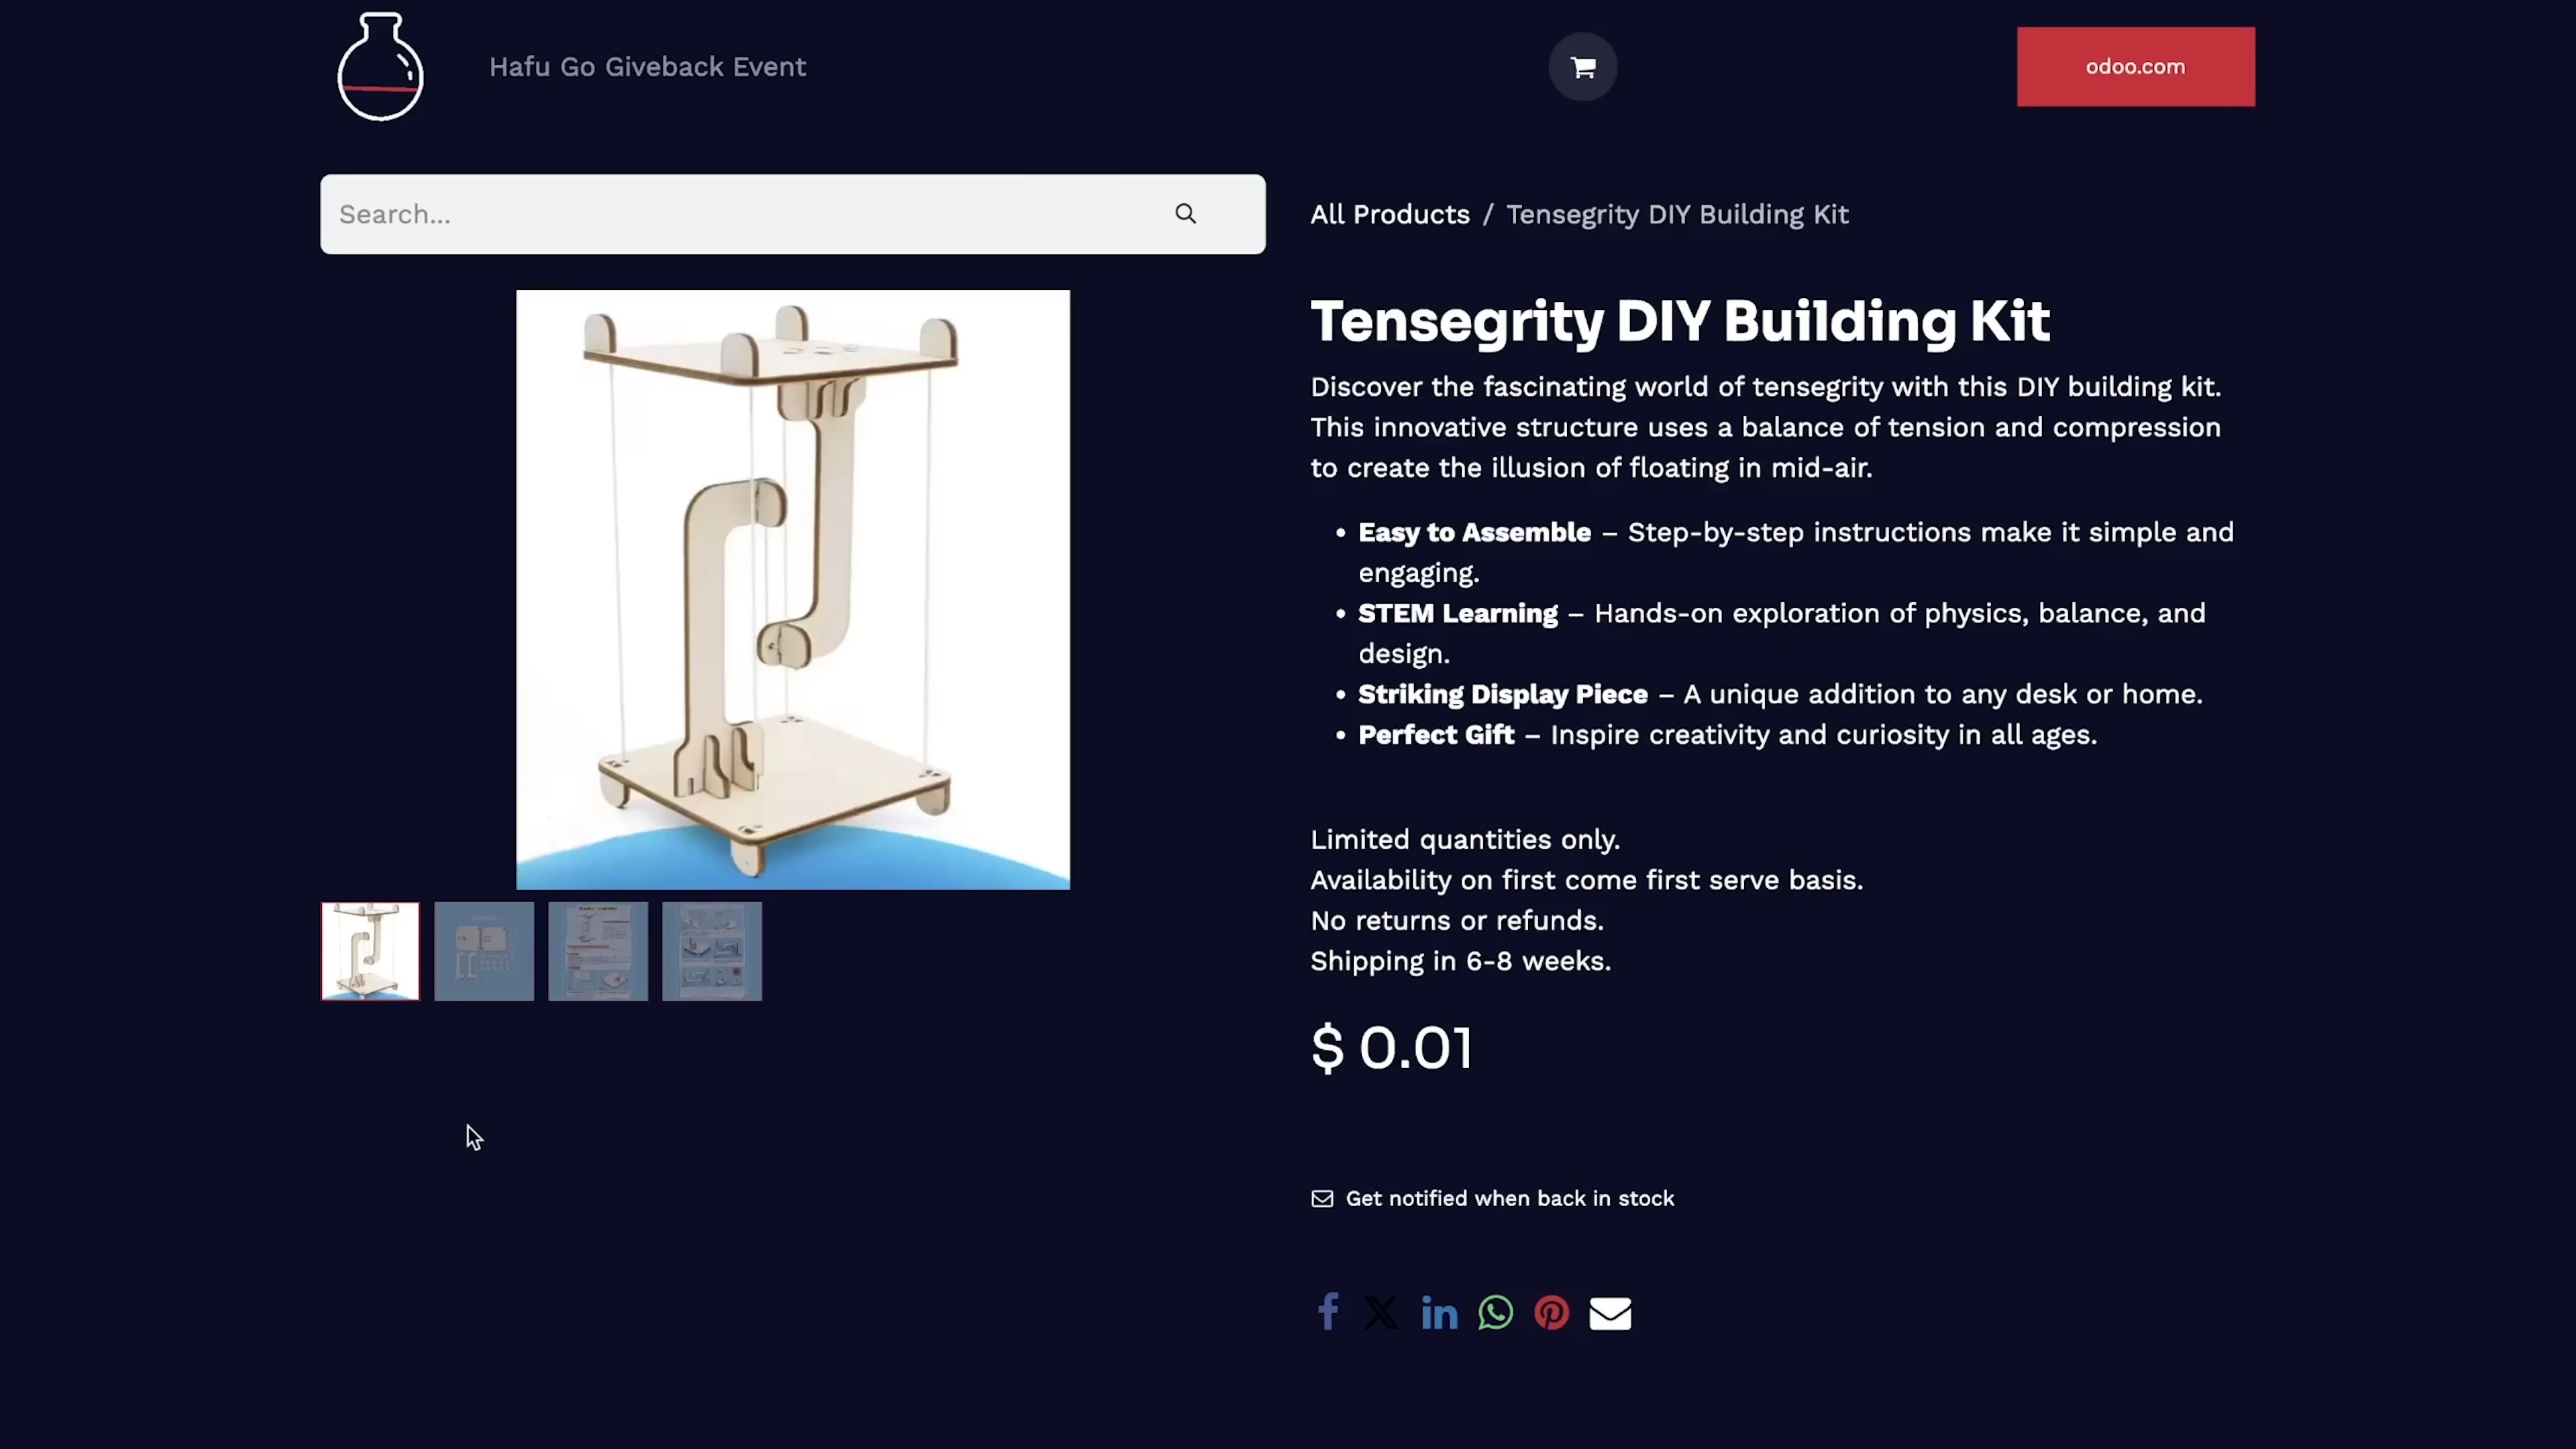 Hafu Go Giveback Event
odoo.com
Search...
All Products / Tensegrity DIY Building Kit
Tensegrity DIY Building Kit
Discover the fascinating world of tensegrity with this DIY building kit.
This innovative structure uses a balance of tension and compression
to create the illusion of floating in mid-air.
• Easy to Assemble – Step-by-step instructions make it simple and
engaging.
• STEM Learning – Hands-on exploration of physics, balance, and
design.
• Striking Display Piece – A unique addition to any desk or home.
• Perfect Gift – Inspire creativity and curiosity in all ages.
Limited quantities only.
Availability on first come first serve basis.
No returns or refunds.
Shipping in 6-8 weeks.
$ 0.01
Get notified when back in stock